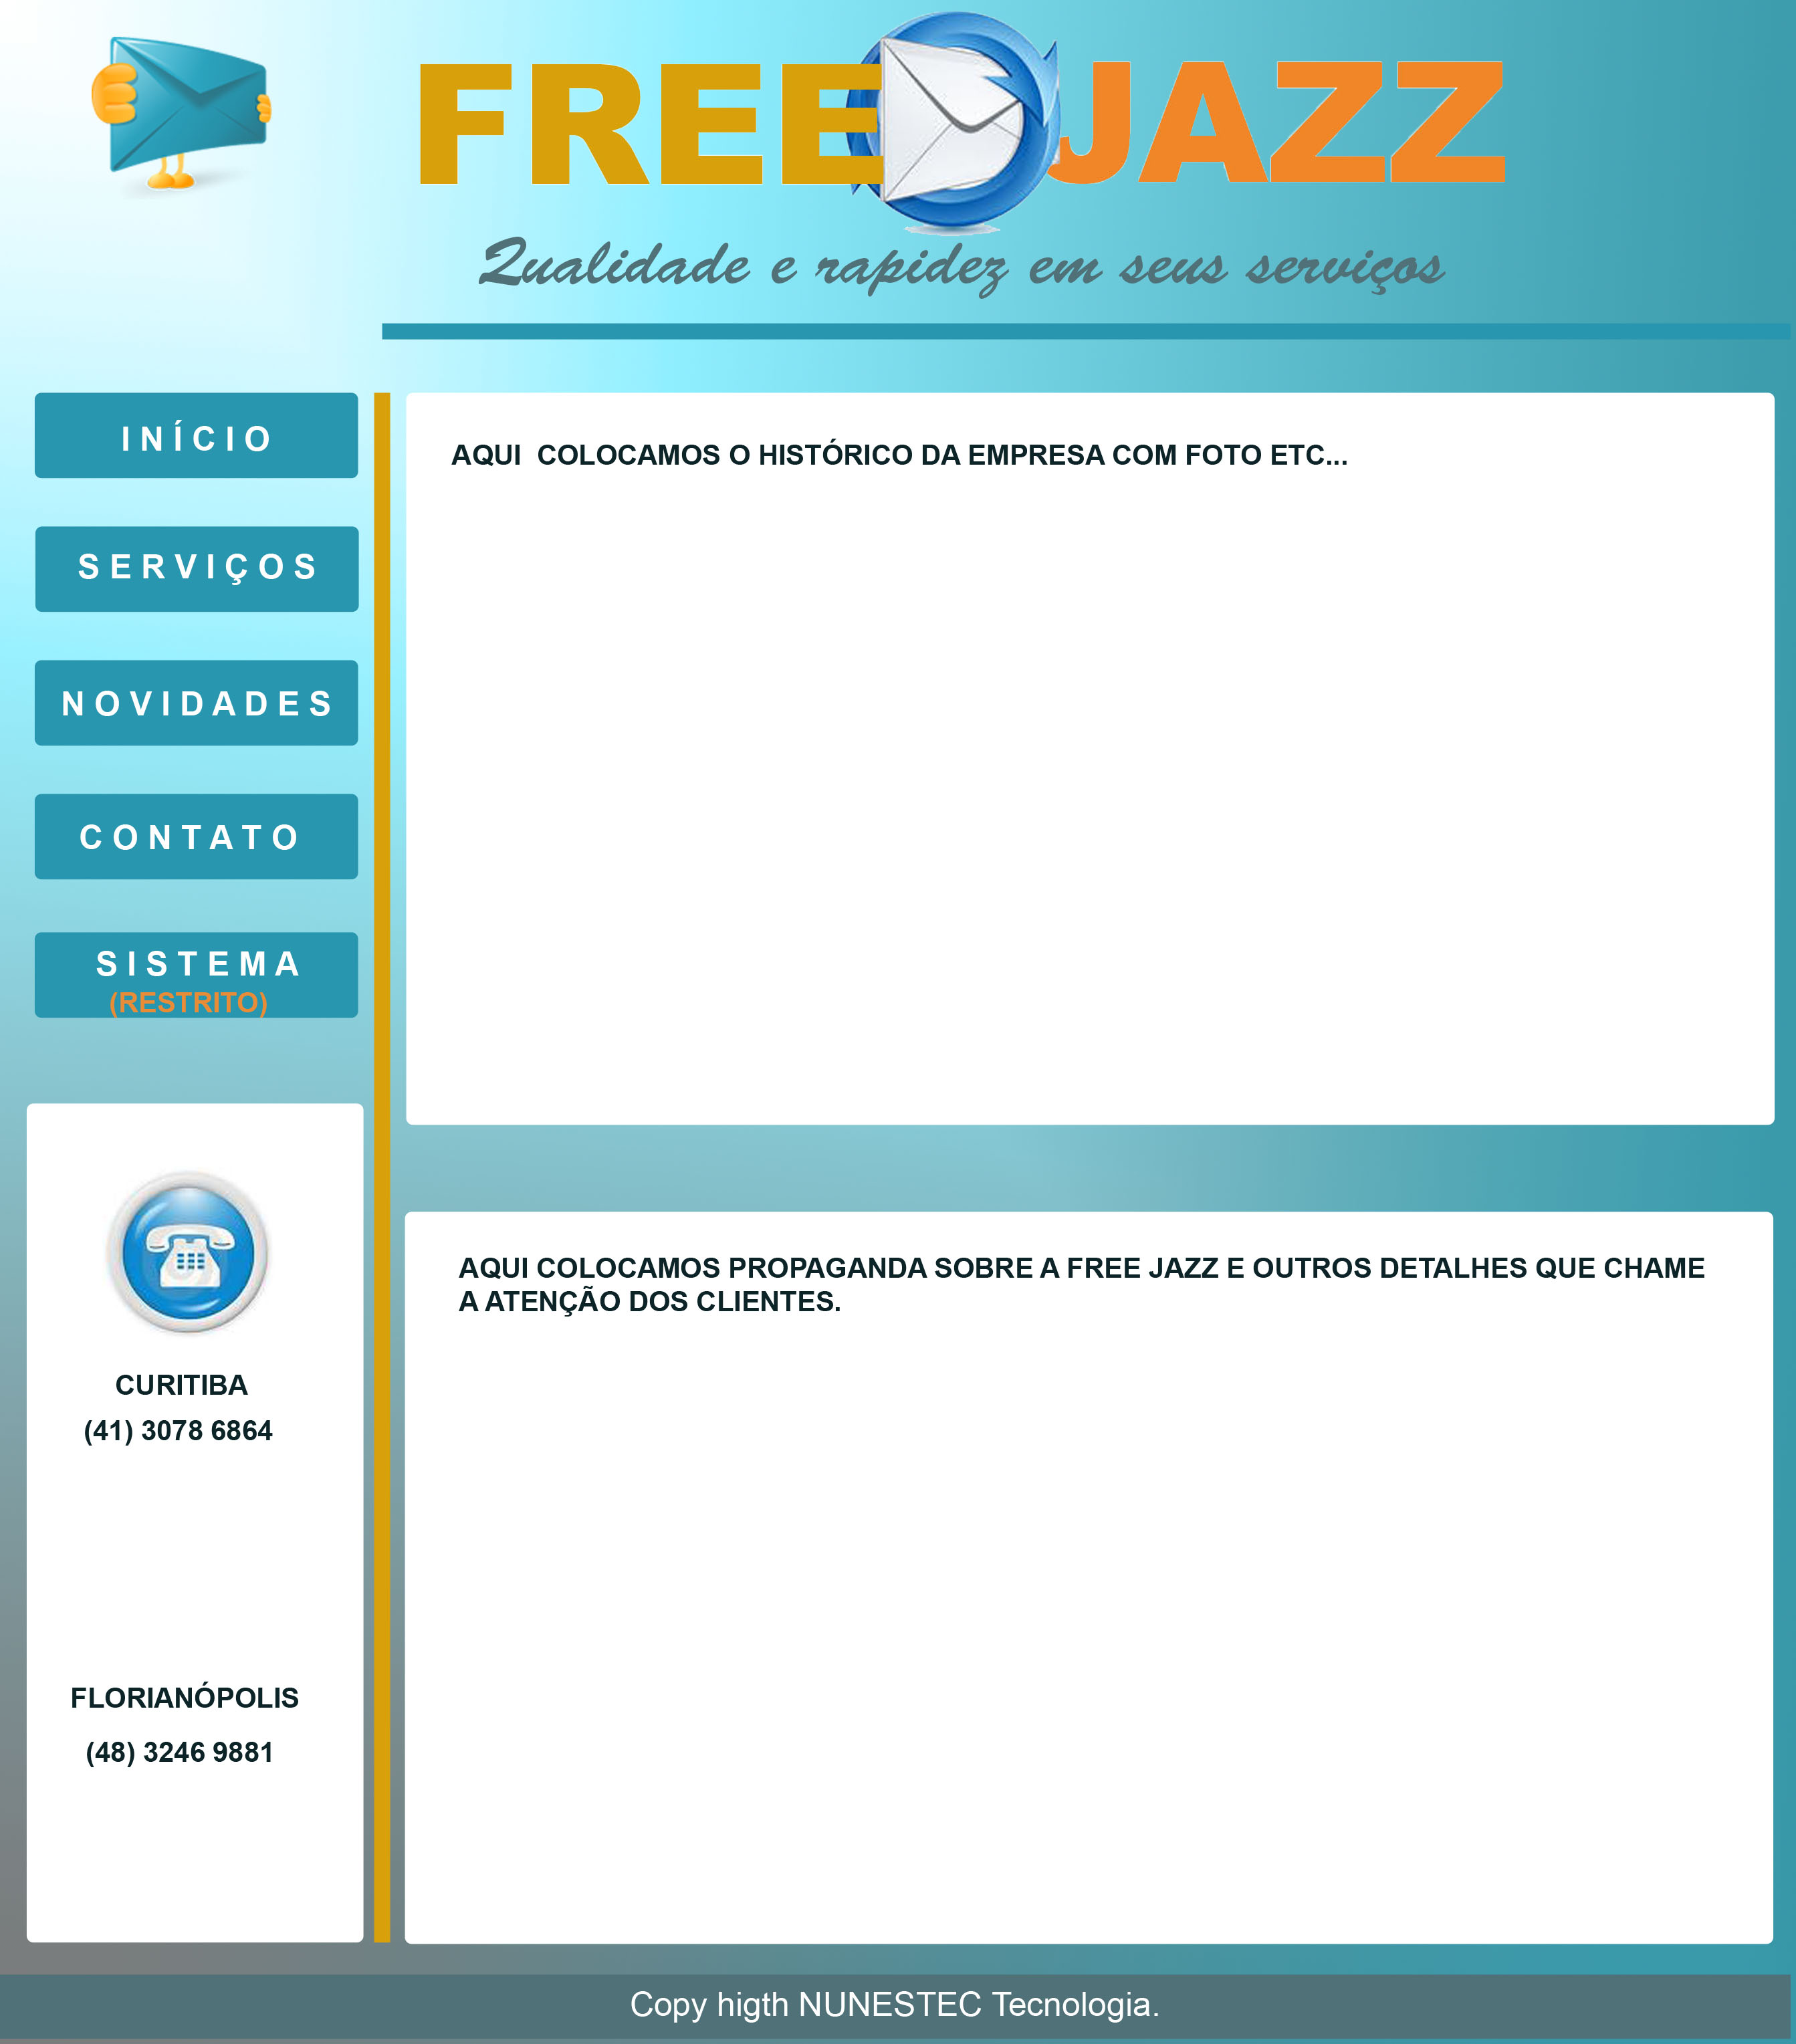 FREE JAZZ
Qualidade e rapidez em seus serviços
INÍCIO
SERVIÇOS
NOVIDADES
CONTATO
SISTEMA
(RESTRITO)
AQUI  COLOCAMOS O HISTÓRICO DA EMPRESA COM FOTO ETC...
AQUI COLOCAMOS PROPAGANDA SOBRE A FREE JAZZ E OUTROS DETALHES QUE CHAME
A ATENÇÃO DOS CLIENTES.
CURITIBA
(41) 3078 6864
FLORIANÓPOLIS
(48) 3246 9881
Copy higth NUNESTEC Tecnologia.